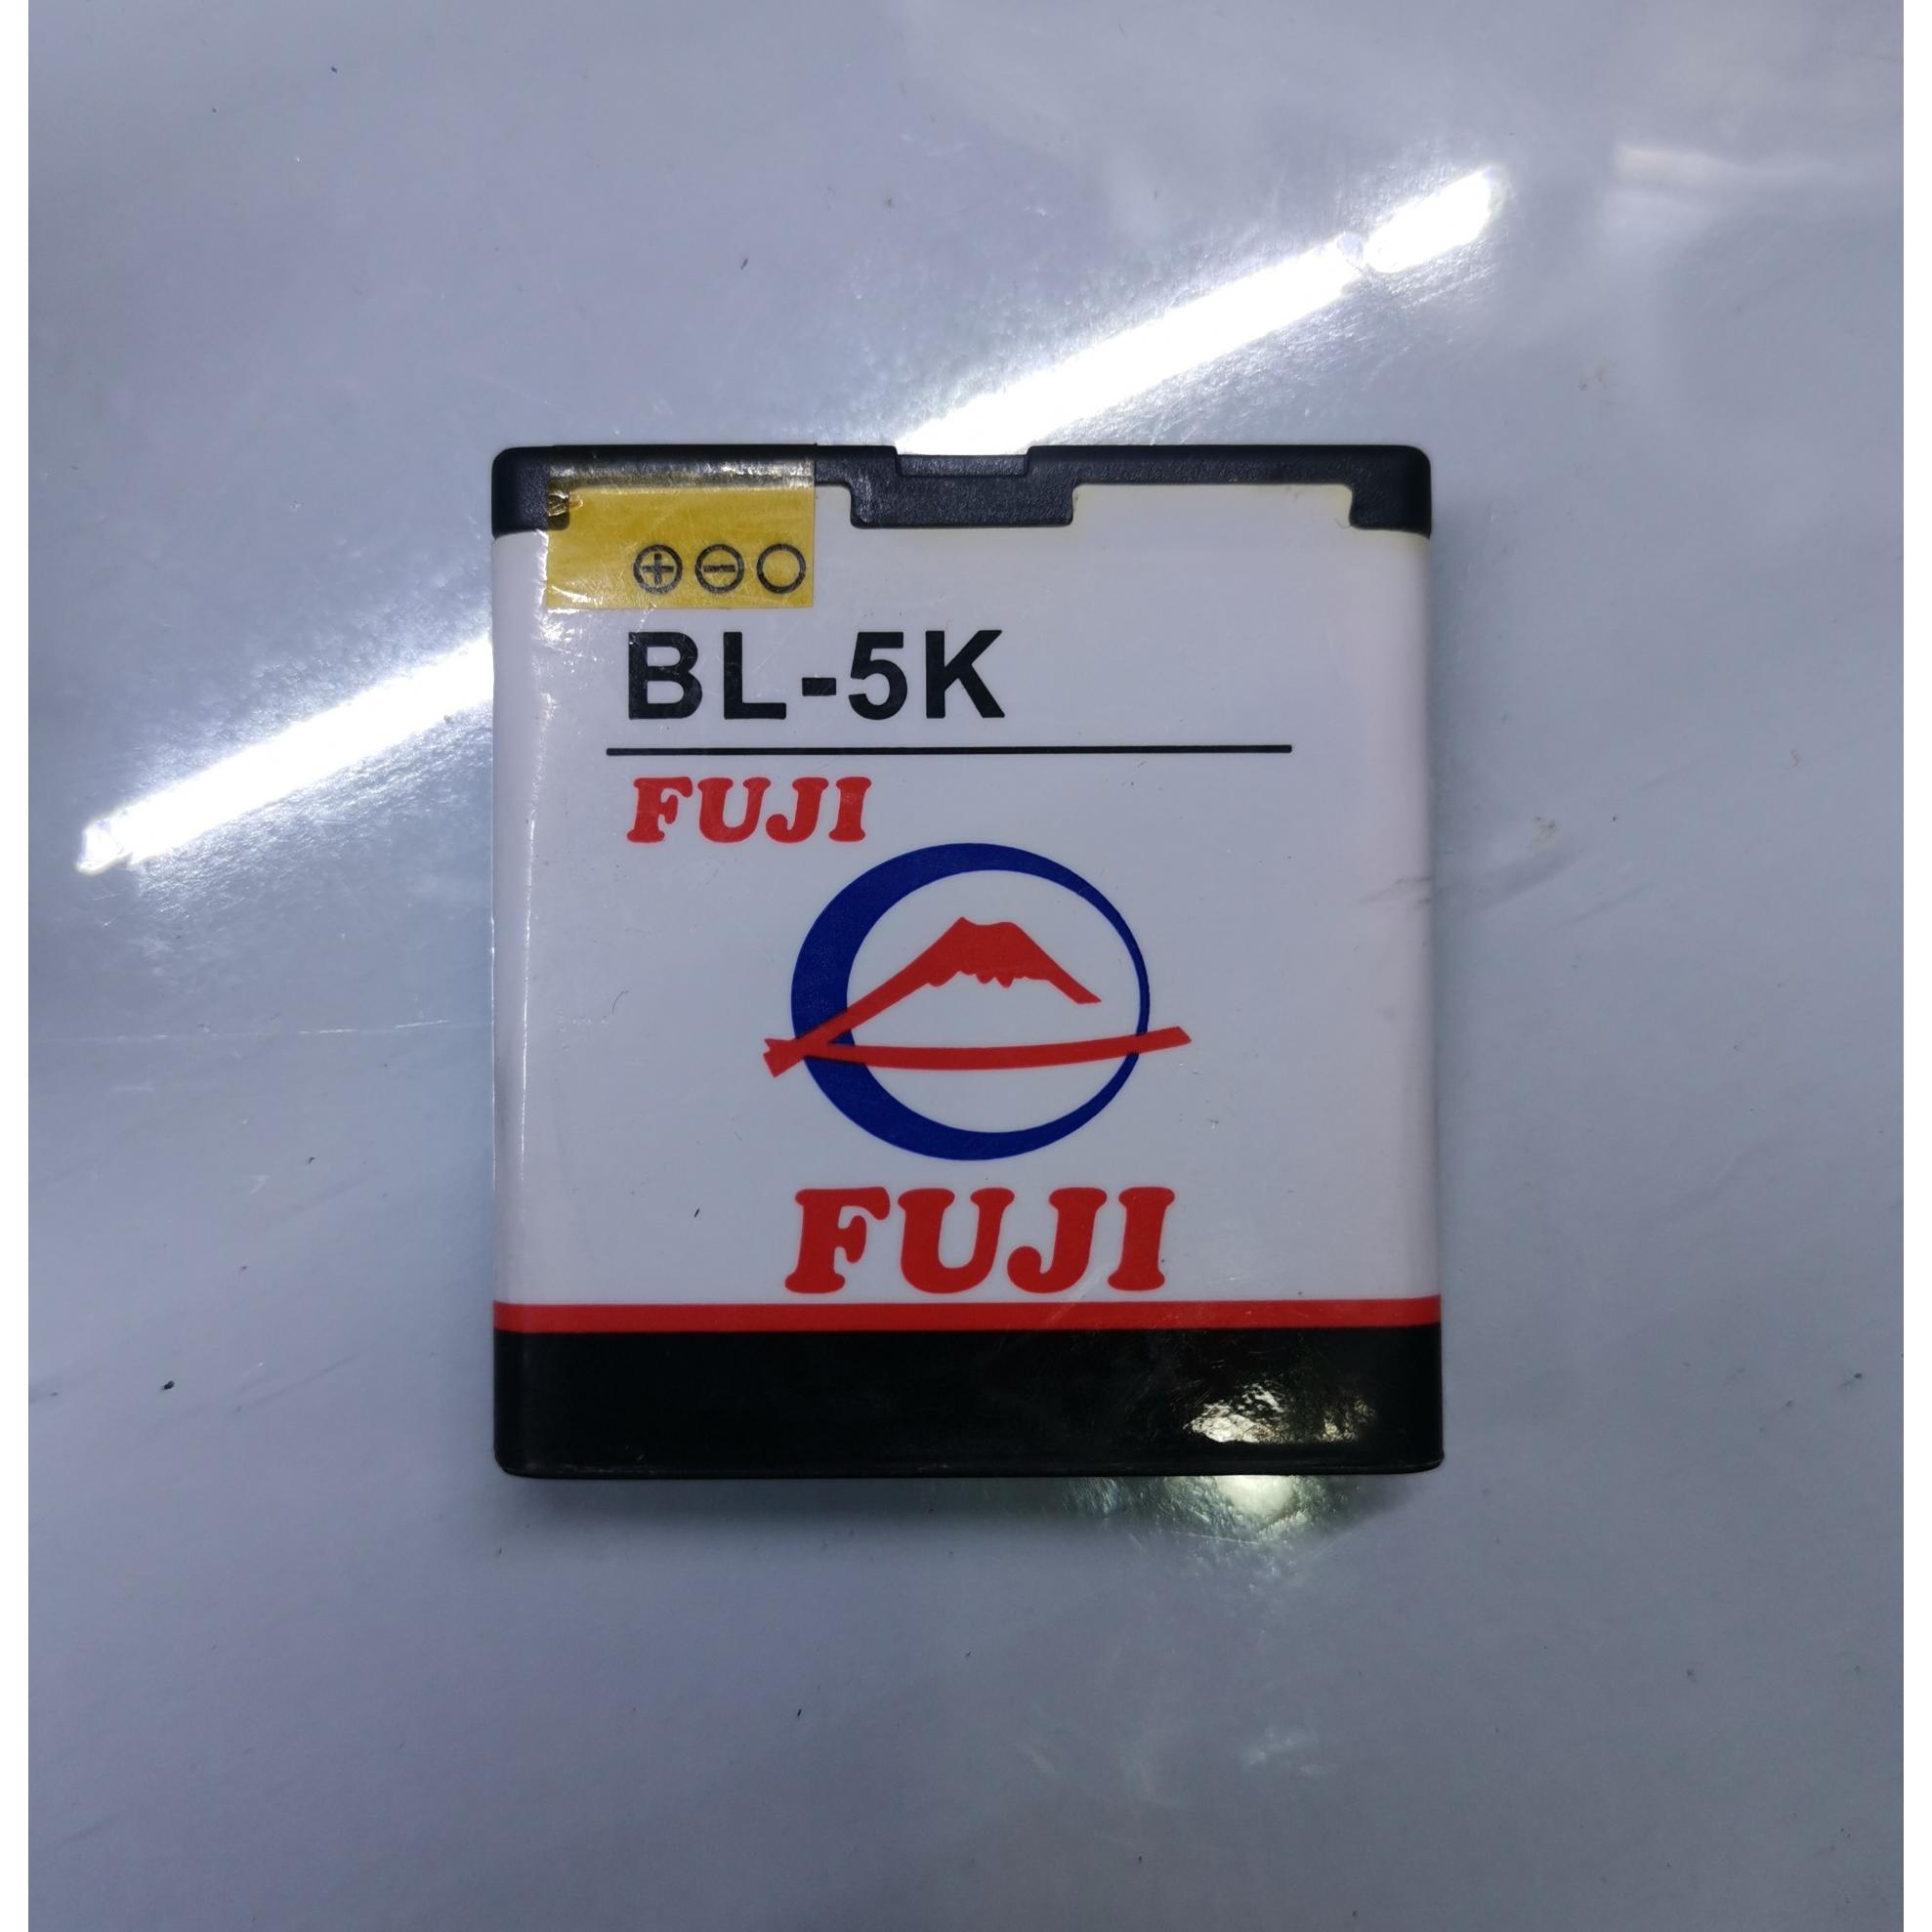 ⊕ ⊖ ○
BL-5K
FUJI
FUJI